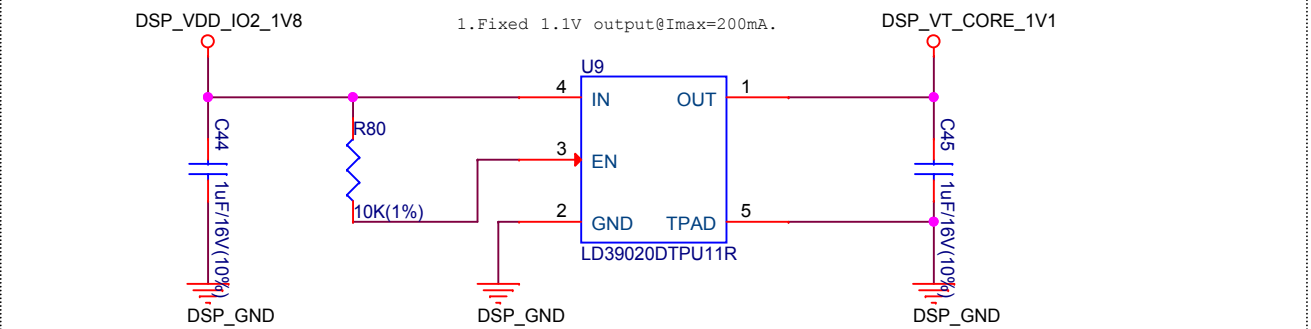 DSP_VDD_IO2_1V8
1.Fixed 1.1V output@Imax=200mA.
DSP_VT_CORE_1V1
U9
4
IN
OUT
1
C44
1uF/16V(10%)
R80
10K(1%)
3
EN
2
GND
TPAD
5
LD39020DTPU11R
C45
1uF/16V(10%)
DSP_GND
DSP_GND
DSP_GND